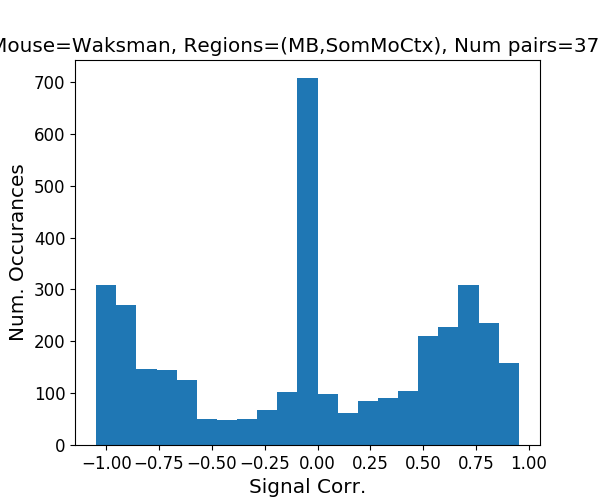 Mouse=Waksman, Regions=(MB,SomMoCtx), Num pairs=37
700
600
500
400
300
200
100
0
Num. Occurances
−1.00 −0.75 −0.50 −0.25 0.00 0.25 0.50 0.75 1.00
Signal Corr.